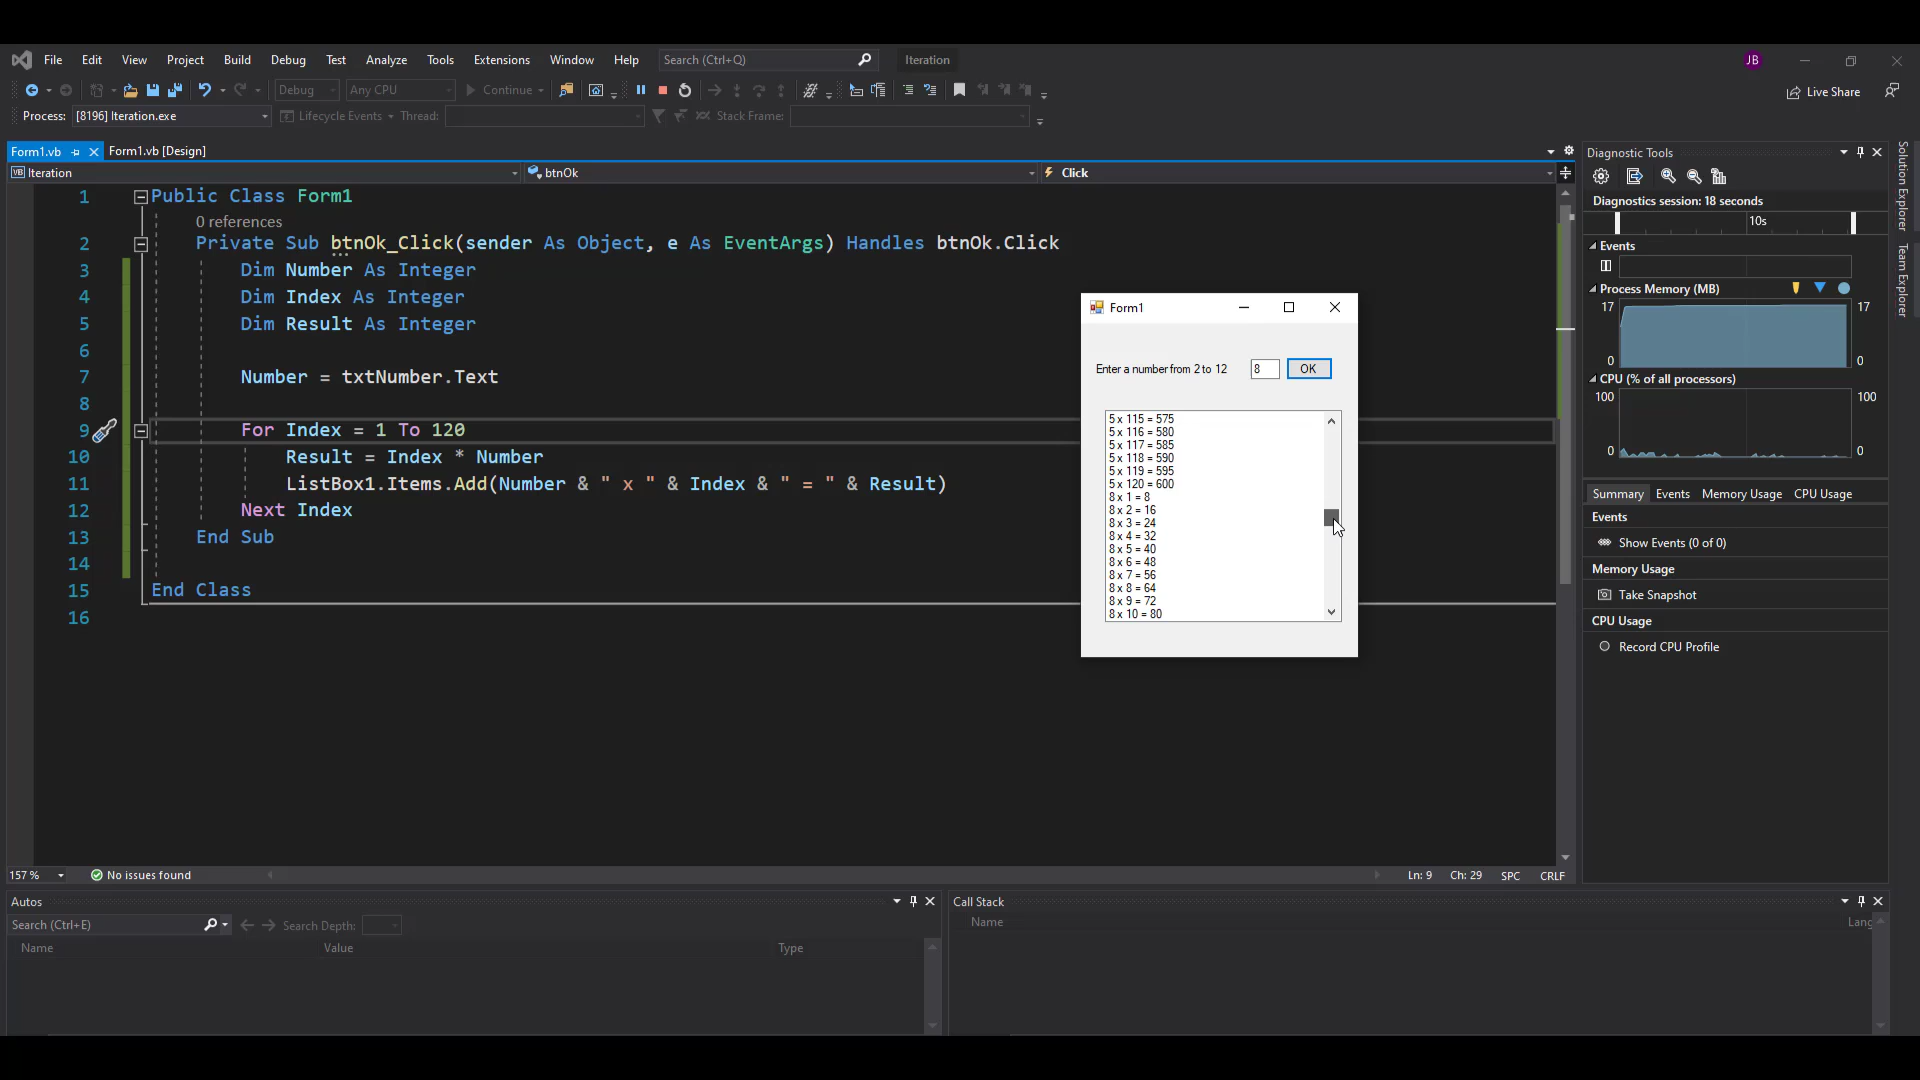 File Edit View Project Build Debug Test Analyze Tools Extensions Window Help Search (Ctrl+Q) Iteration JB
Debug Any CPU Continue Live Share
Process: [8196] Iteration.exe Lifecycle Events Thread: Stack Frame:
Form1.vb Form1.vb [Design]
VB Iteration btnOk Click
1 Public Class Form1
0 references
2 Private Sub btnOk_Click(sender As Object, e As EventArgs) Handles btnOk.Click
3 Dim Number As Integer
4 Dim Index As Integer
5 Dim Result As Integer
6
7 Number = txtNumber.Text
8
9 For Index = 1 To 120
10 Result = Index * Number
11 ListBox1.Items.Add(Number & " x " & Index & " = " & Result)
12 Next Index
13 End Sub
14
15 End Class
16
Form1
Enter a number from 2 to 12 8 OK
5 x 115 = 575
5 x 116 = 580
5 x 117 = 585
5 x 118 = 590
5 x 119 = 595
5 x 120 = 600
8 x 1 = 8
8 x 2 = 16
8 x 3 = 24
8 x 4 = 32
8 x 5 = 40
8 x 6 = 48
8 x 7 = 56
8 x 8 = 64
8 x 9 = 72
8 x 10 = 80
Diagnostic Tools
Diagnostics session: 18 seconds
10s
Events
Process Memory (MB)
17 17
0 0
CPU (% of all processors)
100 100
0 0
Summary Events Memory Usage CPU Usage
Events
Show Events (0 of 0)
Memory Usage
Take Snapshot
CPU Usage
Record CPU Profile
Solution Explorer
Team Explorer
157 % No issues found Ln: 9 Ch: 29 SPC CRLF
Autos
Search (Ctrl+E) Search Depth:
Name Value Type
Call Stack
Name Lang